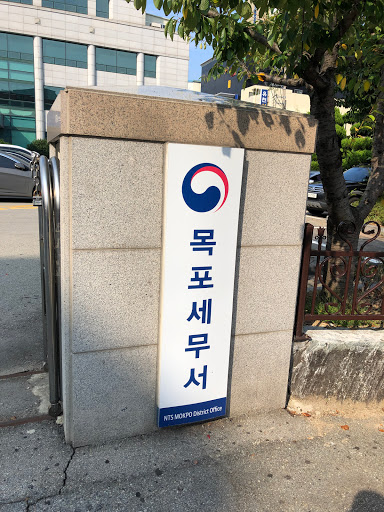 목포세무서
NTS MOKPO District Office